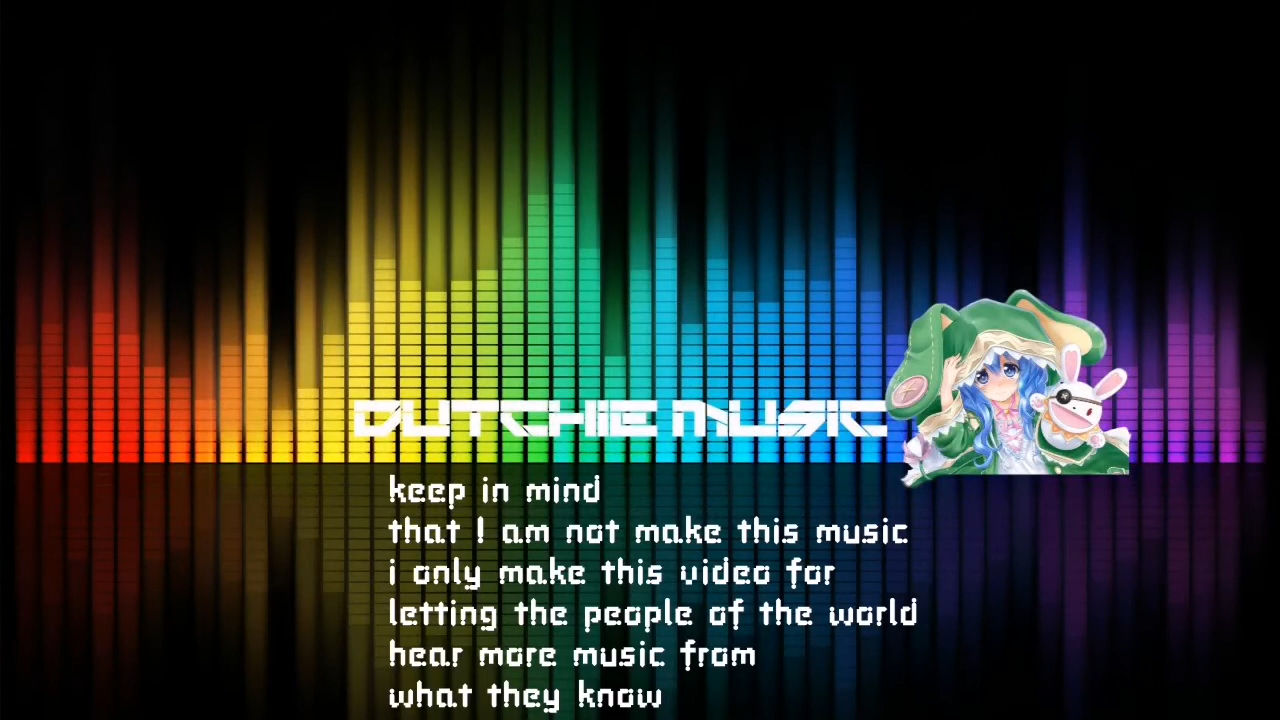 DUTCHIE MUSIC
keep in mind
that I am not make this music
i only make this video for
letting the people of the world
hear more music from
what they know